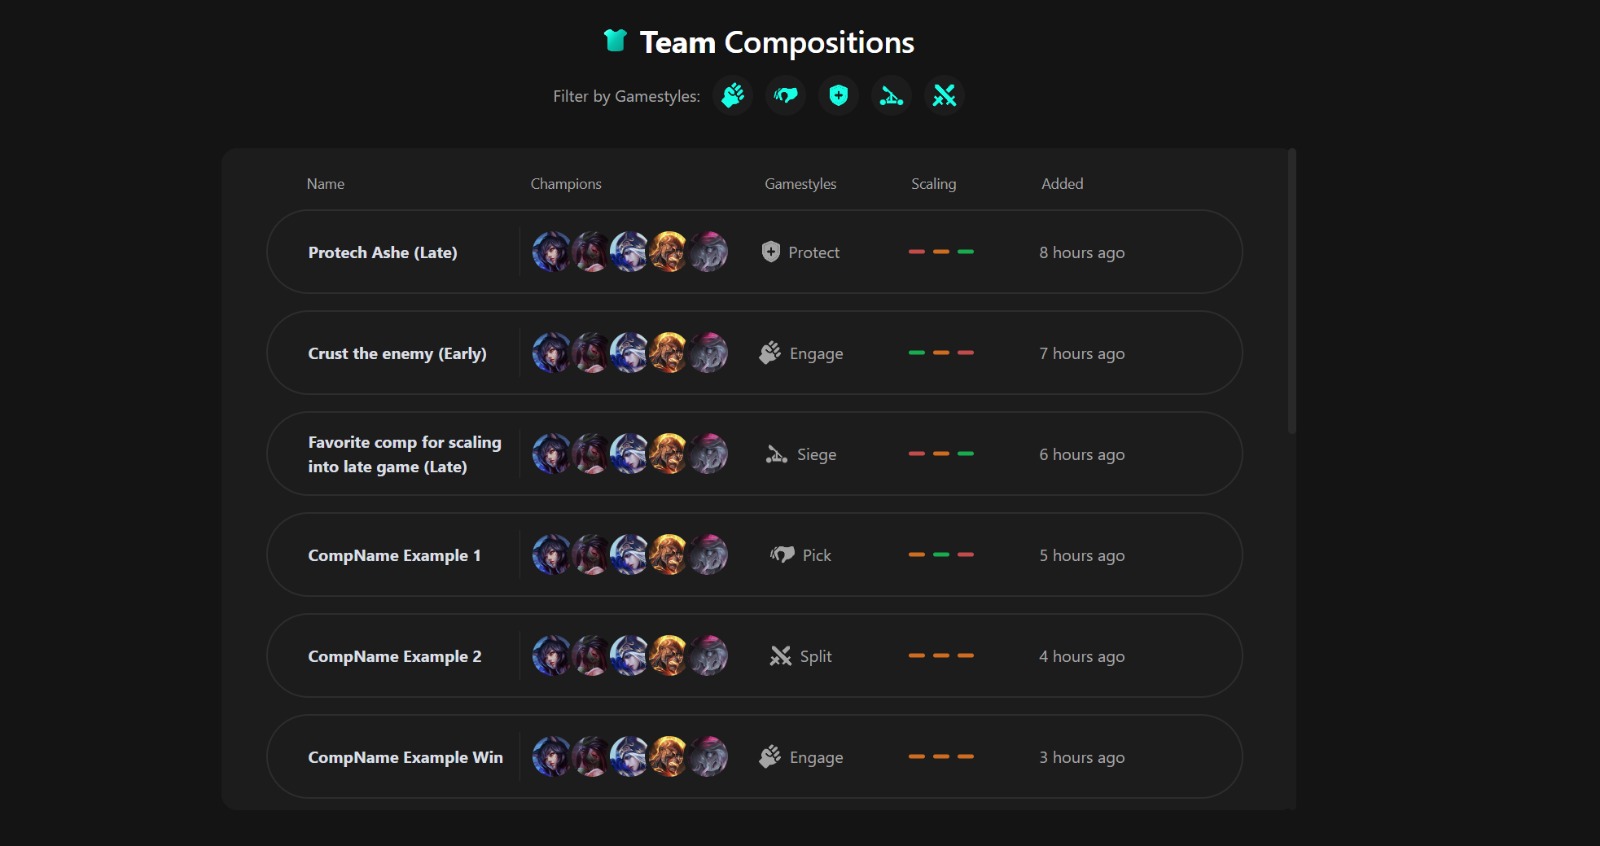 Team Compositions
Filter by Gamestyles:
Name Champions Gamestyles Scaling Added
Protech Ashe (Late) Protect 8 hours ago
Crust the enemy (Early) Engage 7 hours ago
Favorite comp for scaling
into late game (Late) Siege 6 hours ago
CompName Example 1 Pick 5 hours ago
CompName Example 2 Split 4 hours ago
CompName Example Win Engage 3 hours ago